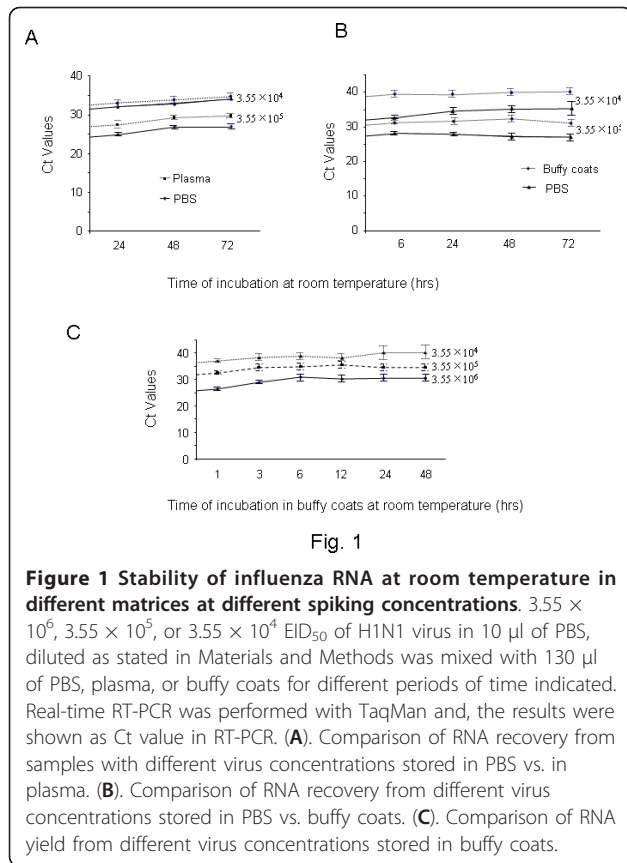 A
B
40
30
20
10
0
Ct Values
3.55 × 10⁴
3.55 × 10⁵
Plasma
PBS
24
48
72
50
40
30
20
10
0
Ct Values
3.55 × 10⁴
3.55 × 10⁵
Buffy coats
PBS
6
24
48
72
Time of incubation at room temperature (hrs)
C
40
30
20
0
Ct Values
3.55 × 10⁴
3.55 × 10⁵
3.55 × 10⁶
1
3
6
12
24
48
Time of incubation in buffy coats at room temperature (hrs)
Fig. 1
Figure 1 Stability of influenza RNA at room temperature in
different matrices at different spiking concentrations. 3.55 ×
10⁶, 3.55 × 10⁵, or 3.55 × 10⁴ EID₅₀ of H1N1 virus in 10 μl of PBS,
diluted as stated in Materials and Methods was mixed with 130 μl
of PBS, plasma, or buffy coats for different periods of time indicated.
Real-time RT-PCR was performed with TaqMan and, the results were
shown as Ct value in RT-PCR. (A). Comparison of RNA recovery from
samples with different virus concentrations stored in PBS vs. in
plasma. (B). Comparison of RNA recovery from different virus
concentrations stored in PBS vs. buffy coats. (C). Comparison of RNA
yield from different virus concentrations stored in buffy coats.